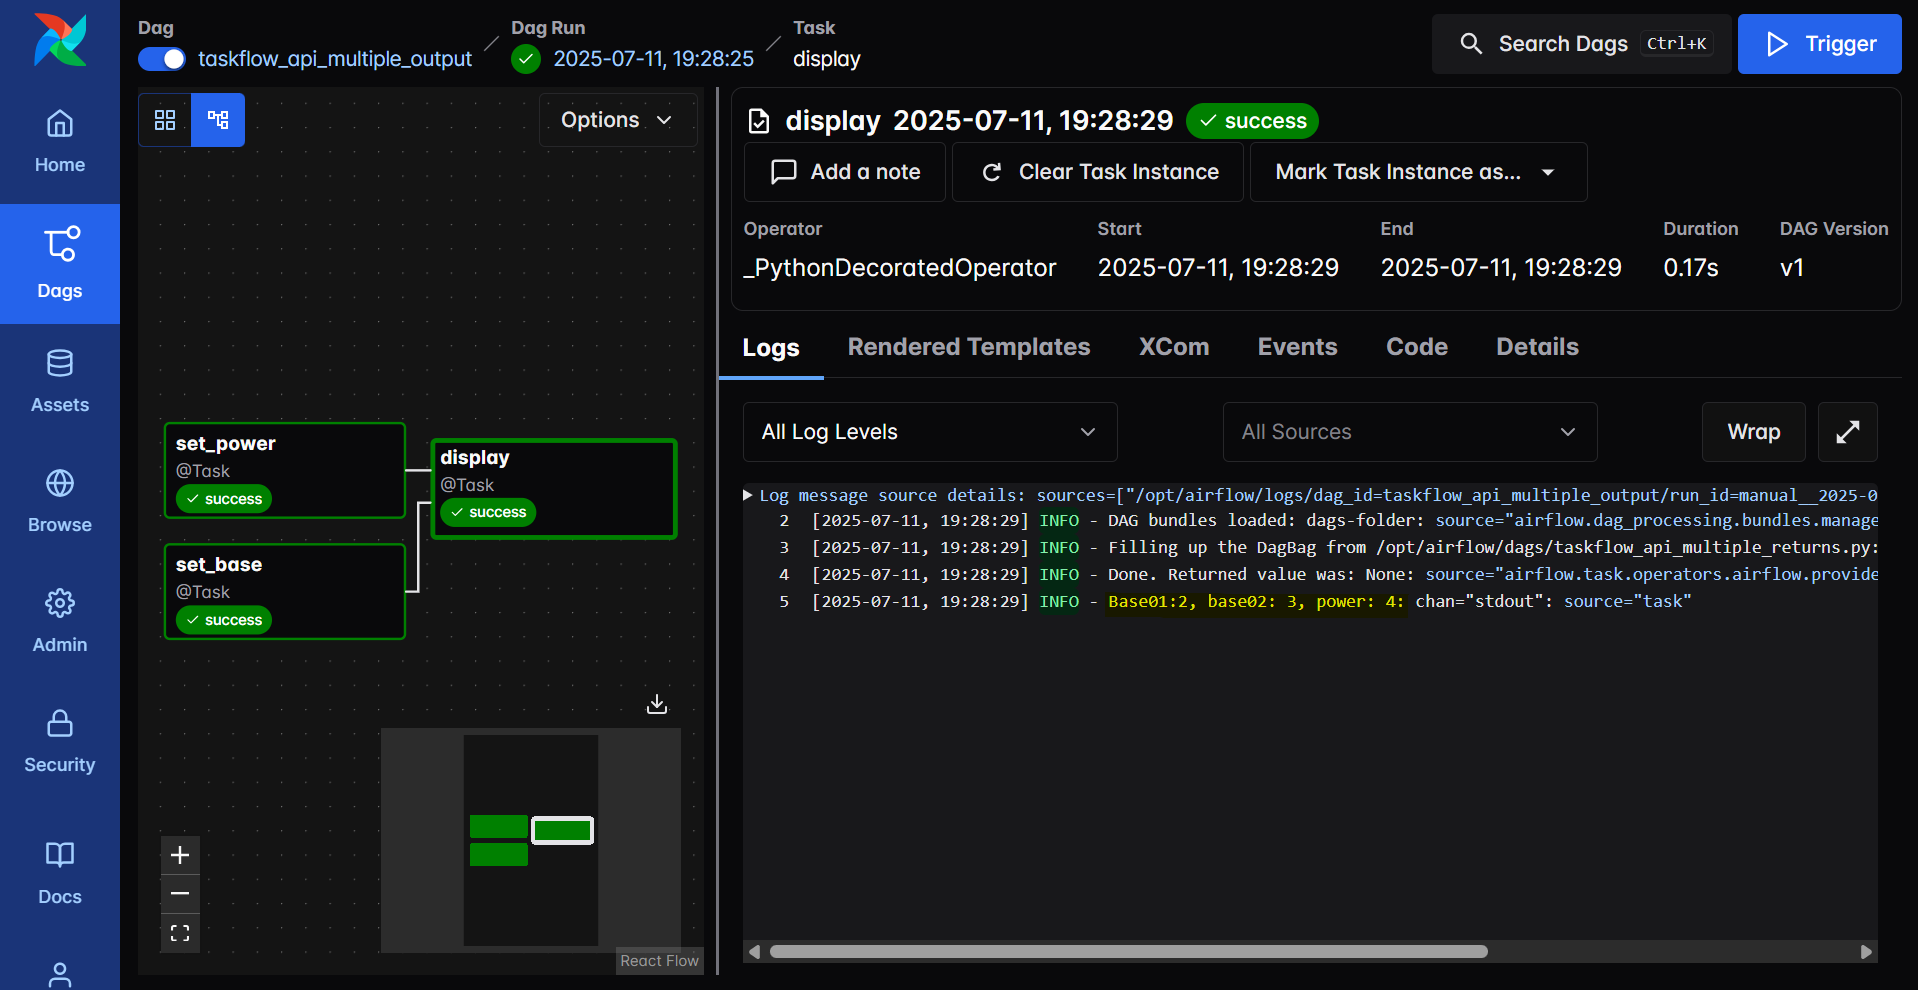 Dag
taskflow_api_multiple_output
Dag Run
2025-07-11, 19:28:25
Task
display
Search Dags Ctrl+K
Trigger
Home
Dags
Assets
Browse
Admin
Security
Docs
Options
set_power
@Task
success
set_base
@Task
success
display
@Task
success
React Flow
display 2025-07-11, 19:28:29 success
Add a note
Clear Task Instance
Mark Task Instance as...
Operator Start End Duration DAG Version
_PythonDecoratedOperator 2025-07-11, 19:28:29 2025-07-11, 19:28:29 0.17s v1
Logs Rendered Templates XCom Events Code Details
All Log Levels All Sources Wrap
Log message source details: sources=["/opt/airflow/logs/dag_id=taskflow_api_multiple_output/run_id=manual__2025-0
2 [2025-07-11, 19:28:29] INFO - DAG bundles loaded: dags-folder: source="airflow.dag_processing.bundles.manage
3 [2025-07-11, 19:28:29] INFO - Filling up the DagBag from /opt/airflow/dags/taskflow_api_multiple_returns.py:
4 [2025-07-11, 19:28:29] INFO - Done. Returned value was: None: source="airflow.task.operators.airflow.provide
5 [2025-07-11, 19:28:29] INFO - Base01:2, base02: 3, power: 4: chan="stdout": source="task"